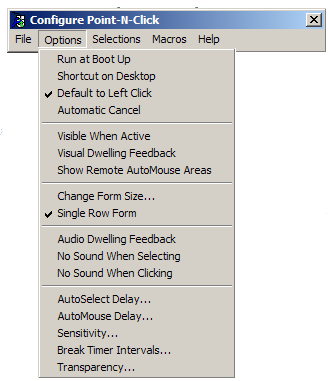 Configure Point-N-Click
File Options Selections Macros Help
Run at Boot Up
Shortcut on Desktop
Default to Left Click
Automatic Cancel
Visible When Active
Visual Dwelling Feedback
Show Remote AutoMouse Areas
Change Form Size...
Single Row Form
Audio Dwelling Feedback
No Sound When Selecting
No Sound When Clicking
AutoSelect Delay...
AutoMouse Delay...
Sensitivity...
Break Timer Intervals...
Transparency...